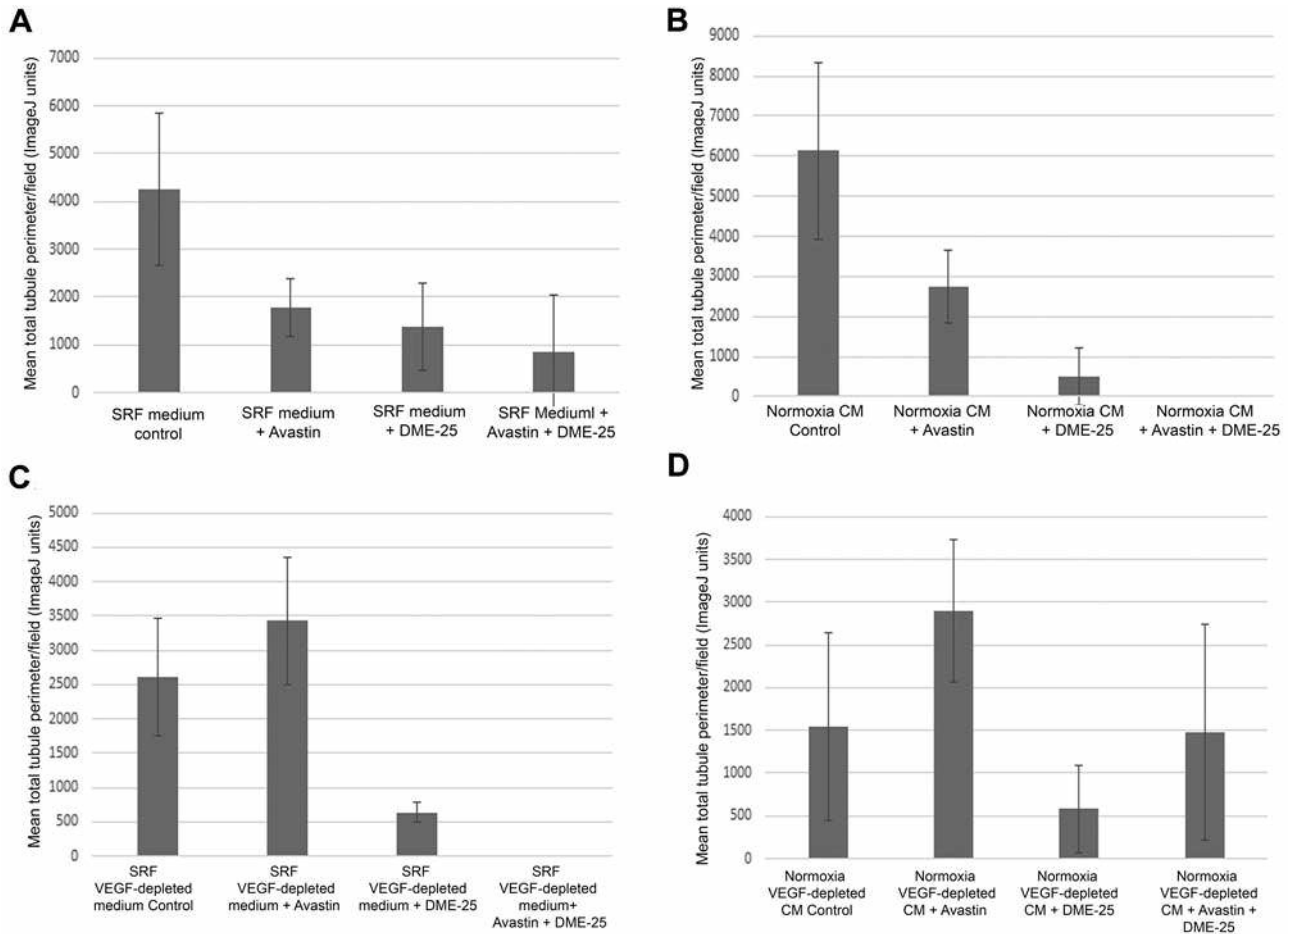 A
Mean total tubule perimeter/field (ImageJ units)
7000
6000
5000
4000
3000
2000
1000
0
SRF medium
control
SRF medium
+ Avastin
SRF medium
+ DME-25
SRF MediumI +
Avastin + DME-25
B
Mean total tubule perimeter/field (ImageJ units)
9000
8000
7000
6000
5000
4000
3000
2000
1000
0
Normoxia CM
Control
Normoxia CM
+ Avastin
Normoxia CM
+ DME-25
Normoxia CM
+ Avastin + DME-25
C
Mean total tubule perimeter/field (ImageJ units)
5000
4500
4000
3500
3000
2500
2000
1500
1000
500
0
SRF
VEGF-depleted
medium Control
SRF
VEGF-depleted
medium + Avastin
SRF
VEGF-depleted
medium + DME-25
SRF
VEGF-depleted
medium+
Avastin + DME-25
D
Mean total tubule perimeter/field (ImageJ units)
4000
3500
3000
2500
2000
1500
1000
500
0
Normoxia
VEGF-depleted
CM Control
Normoxia
VEGF-depleted
CM + Avastin
Normoxia
VEGF-depleted
CM + DME-25
Normoxia
VEGF-depleted
CM + Avastin +
DME-25